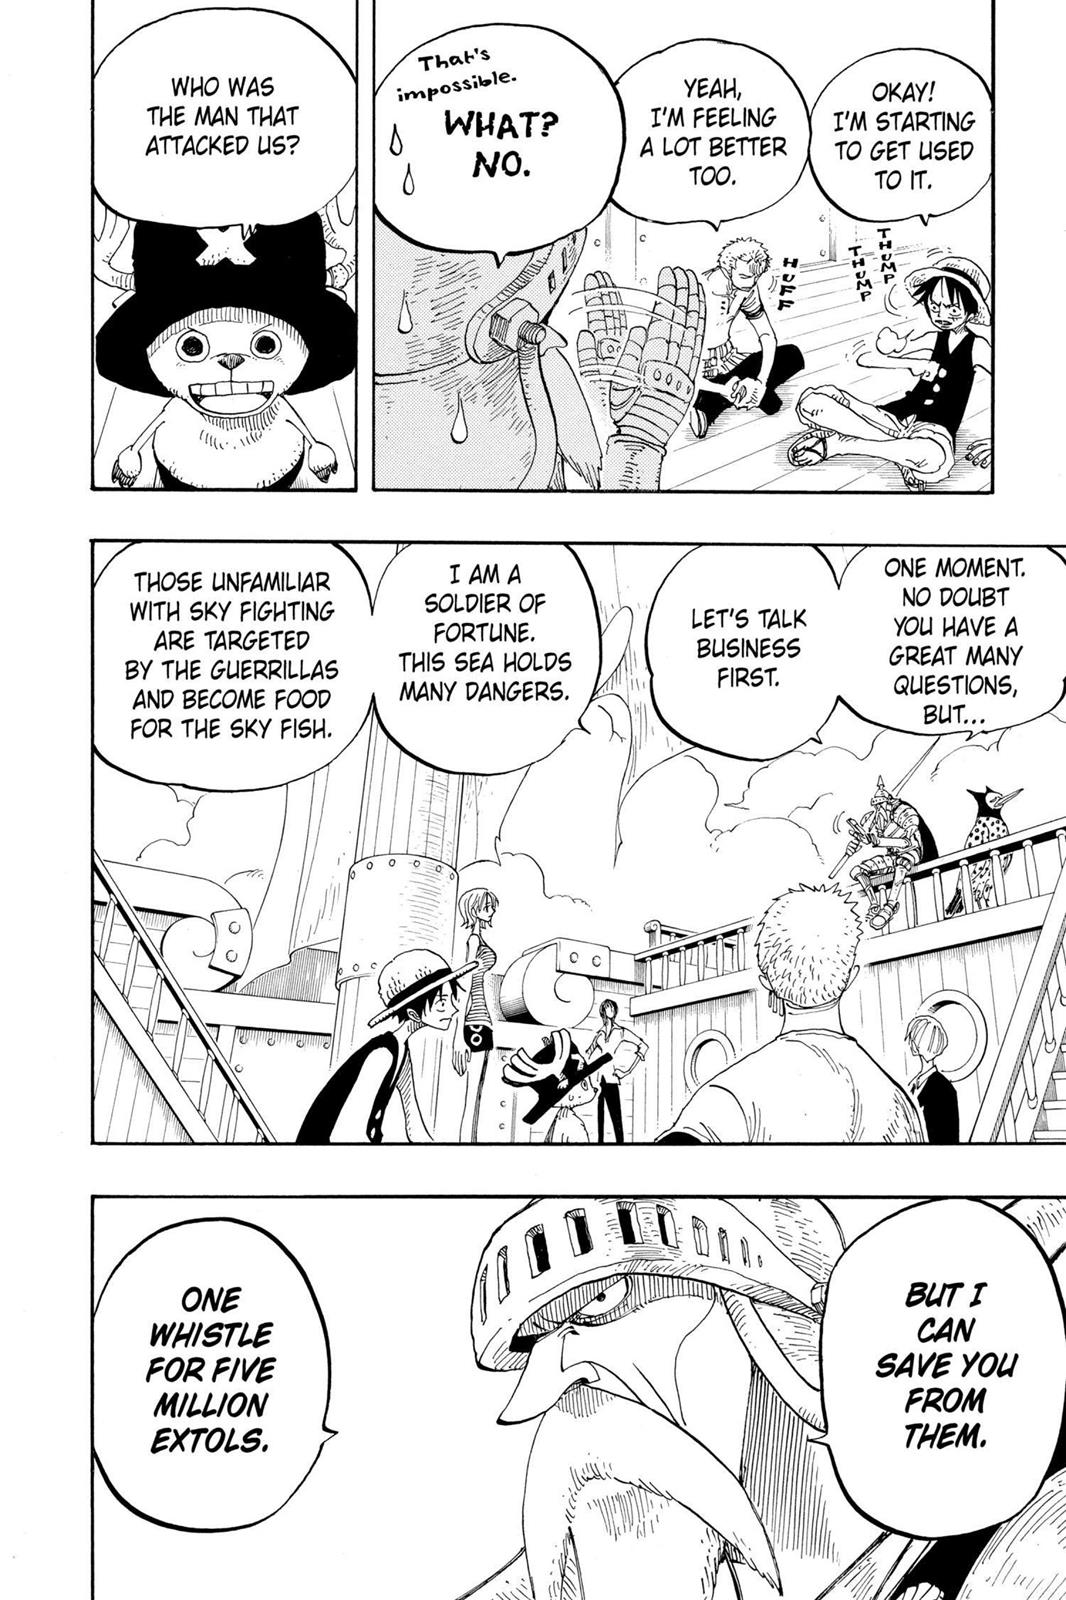 OKAY!
I'M STARTING
TO GET USED
TO IT.
THUMP
THUMP
YEAH,
I'M FEELING
A LOT BETTER
TOO.
HUFF
That's
impossible.
WHAT?
NO.
WHO WAS
THE MAN THAT
ATTACKED US?
ONE MOMENT.
NO DOUBT
YOU HAVE A
GREAT MANY
QUESTIONS,
BUT...
LET'S TALK
BUSINESS
FIRST.
I AM A
SOLDIER OF
FORTUNE.
THIS SEA HOLDS
MANY DANGERS.
THOSE UNFAMILIAR
WITH SKY FIGHTING
ARE TARGETED
BY THE GUERRILLAS
AND BECOME FOOD
FOR THE SKY FISH.
BUT I
CAN
SAVE YOU
FROM
THEM.
ONE
WHISTLE
FOR FIVE
MILLION
EXTOLS.